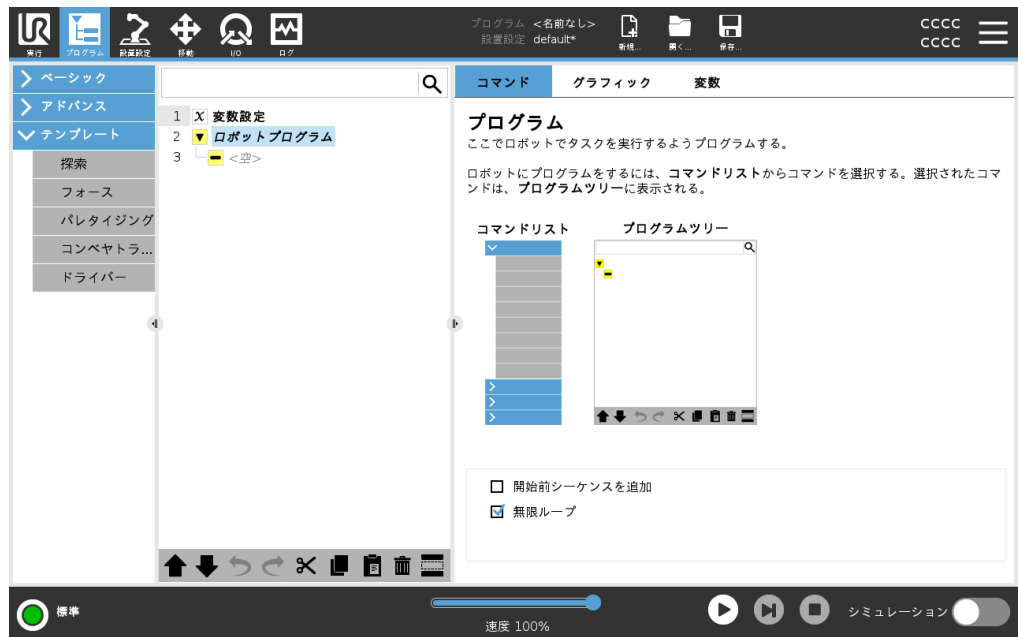 UR
実行
プログラム
設置設定
移動
I/O
ログ
プログラム <名前なし>
設置設定 default*
新規...
開く...
保存...
cccc
cccc
ベーシック
アドバンス
テンプレート
探索
フォース
パレタイジング
コンベヤトラ...
ドライバー
1 X 変数設定
2 ロボットプログラム
3 <空>
コマンド グラフィック 変数
プログラム
ここでロボットでタスクを実行するようプログラムする。
ロボットにプログラムをするには、コマンドリストからコマンドを選択する。選択されたコマ
ンドは、プログラムツリーに表示される。
コマンドリスト プログラムツリー
開始前シーケンスを追加
無限ループ
標準
速度 100%
シミュレーション